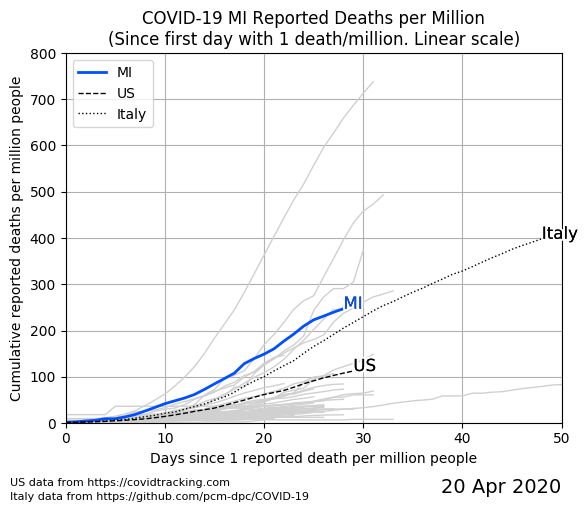 COVID-19 MI Reported Deaths per Million
(Since first day with 1 death/million. Linear scale)
Cumulative reported deaths per million people
800
700
600
500
400
300
200
100
0
MI
US
Italy
Italy
MI
US
0 10 20 30 40 50
Days since 1 reported death per million people
US data from https://covidtracking.com
Italy data from https://github.com/pcm-dpc/COVID-19
20 Apr 2020